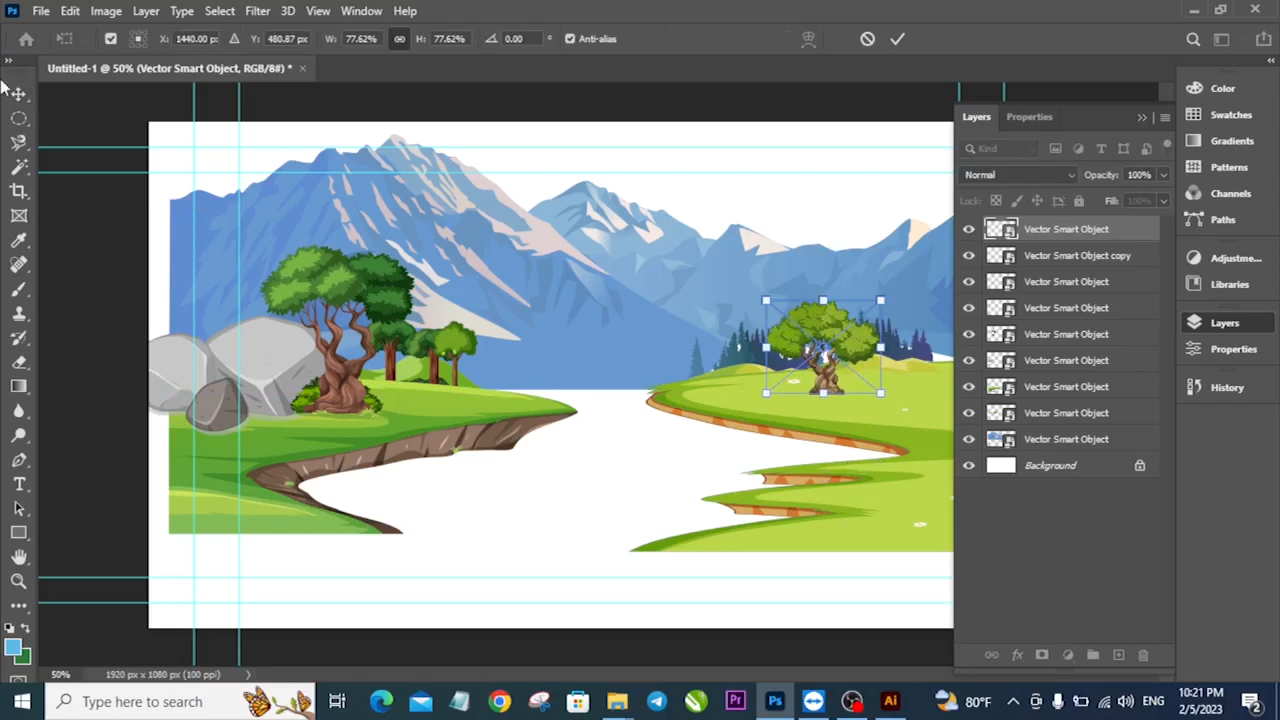 Ps File Edit Image Layer Type Select Filter 3D View Window Help
X: 1440.00 p: Y: 480.87 px W: 77.62% H: 77.62% 0.00 ° Anti-alias
Untitled-1 @ 50% (Vector Smart Object, RGB/8#) * ×
Layers Properties
Kind
Normal Opacity: 100%
Lock: Fill: 100%
Vector Smart Object
Vector Smart Object copy
Vector Smart Object
Vector Smart Object
Vector Smart Object
Vector Smart Object
Vector Smart Object
Vector Smart Object
Vector Smart Object
Background
Color
Swatches
Gradients
Patterns
Channels
Paths
Adjustme...
Libraries
Layers
Properties
History
50% 1920 px x 1080 px (100 ppi)
Type here to search
Pr Ps Ai
80°F
ENG
10:21 PM
2/5/2023
2